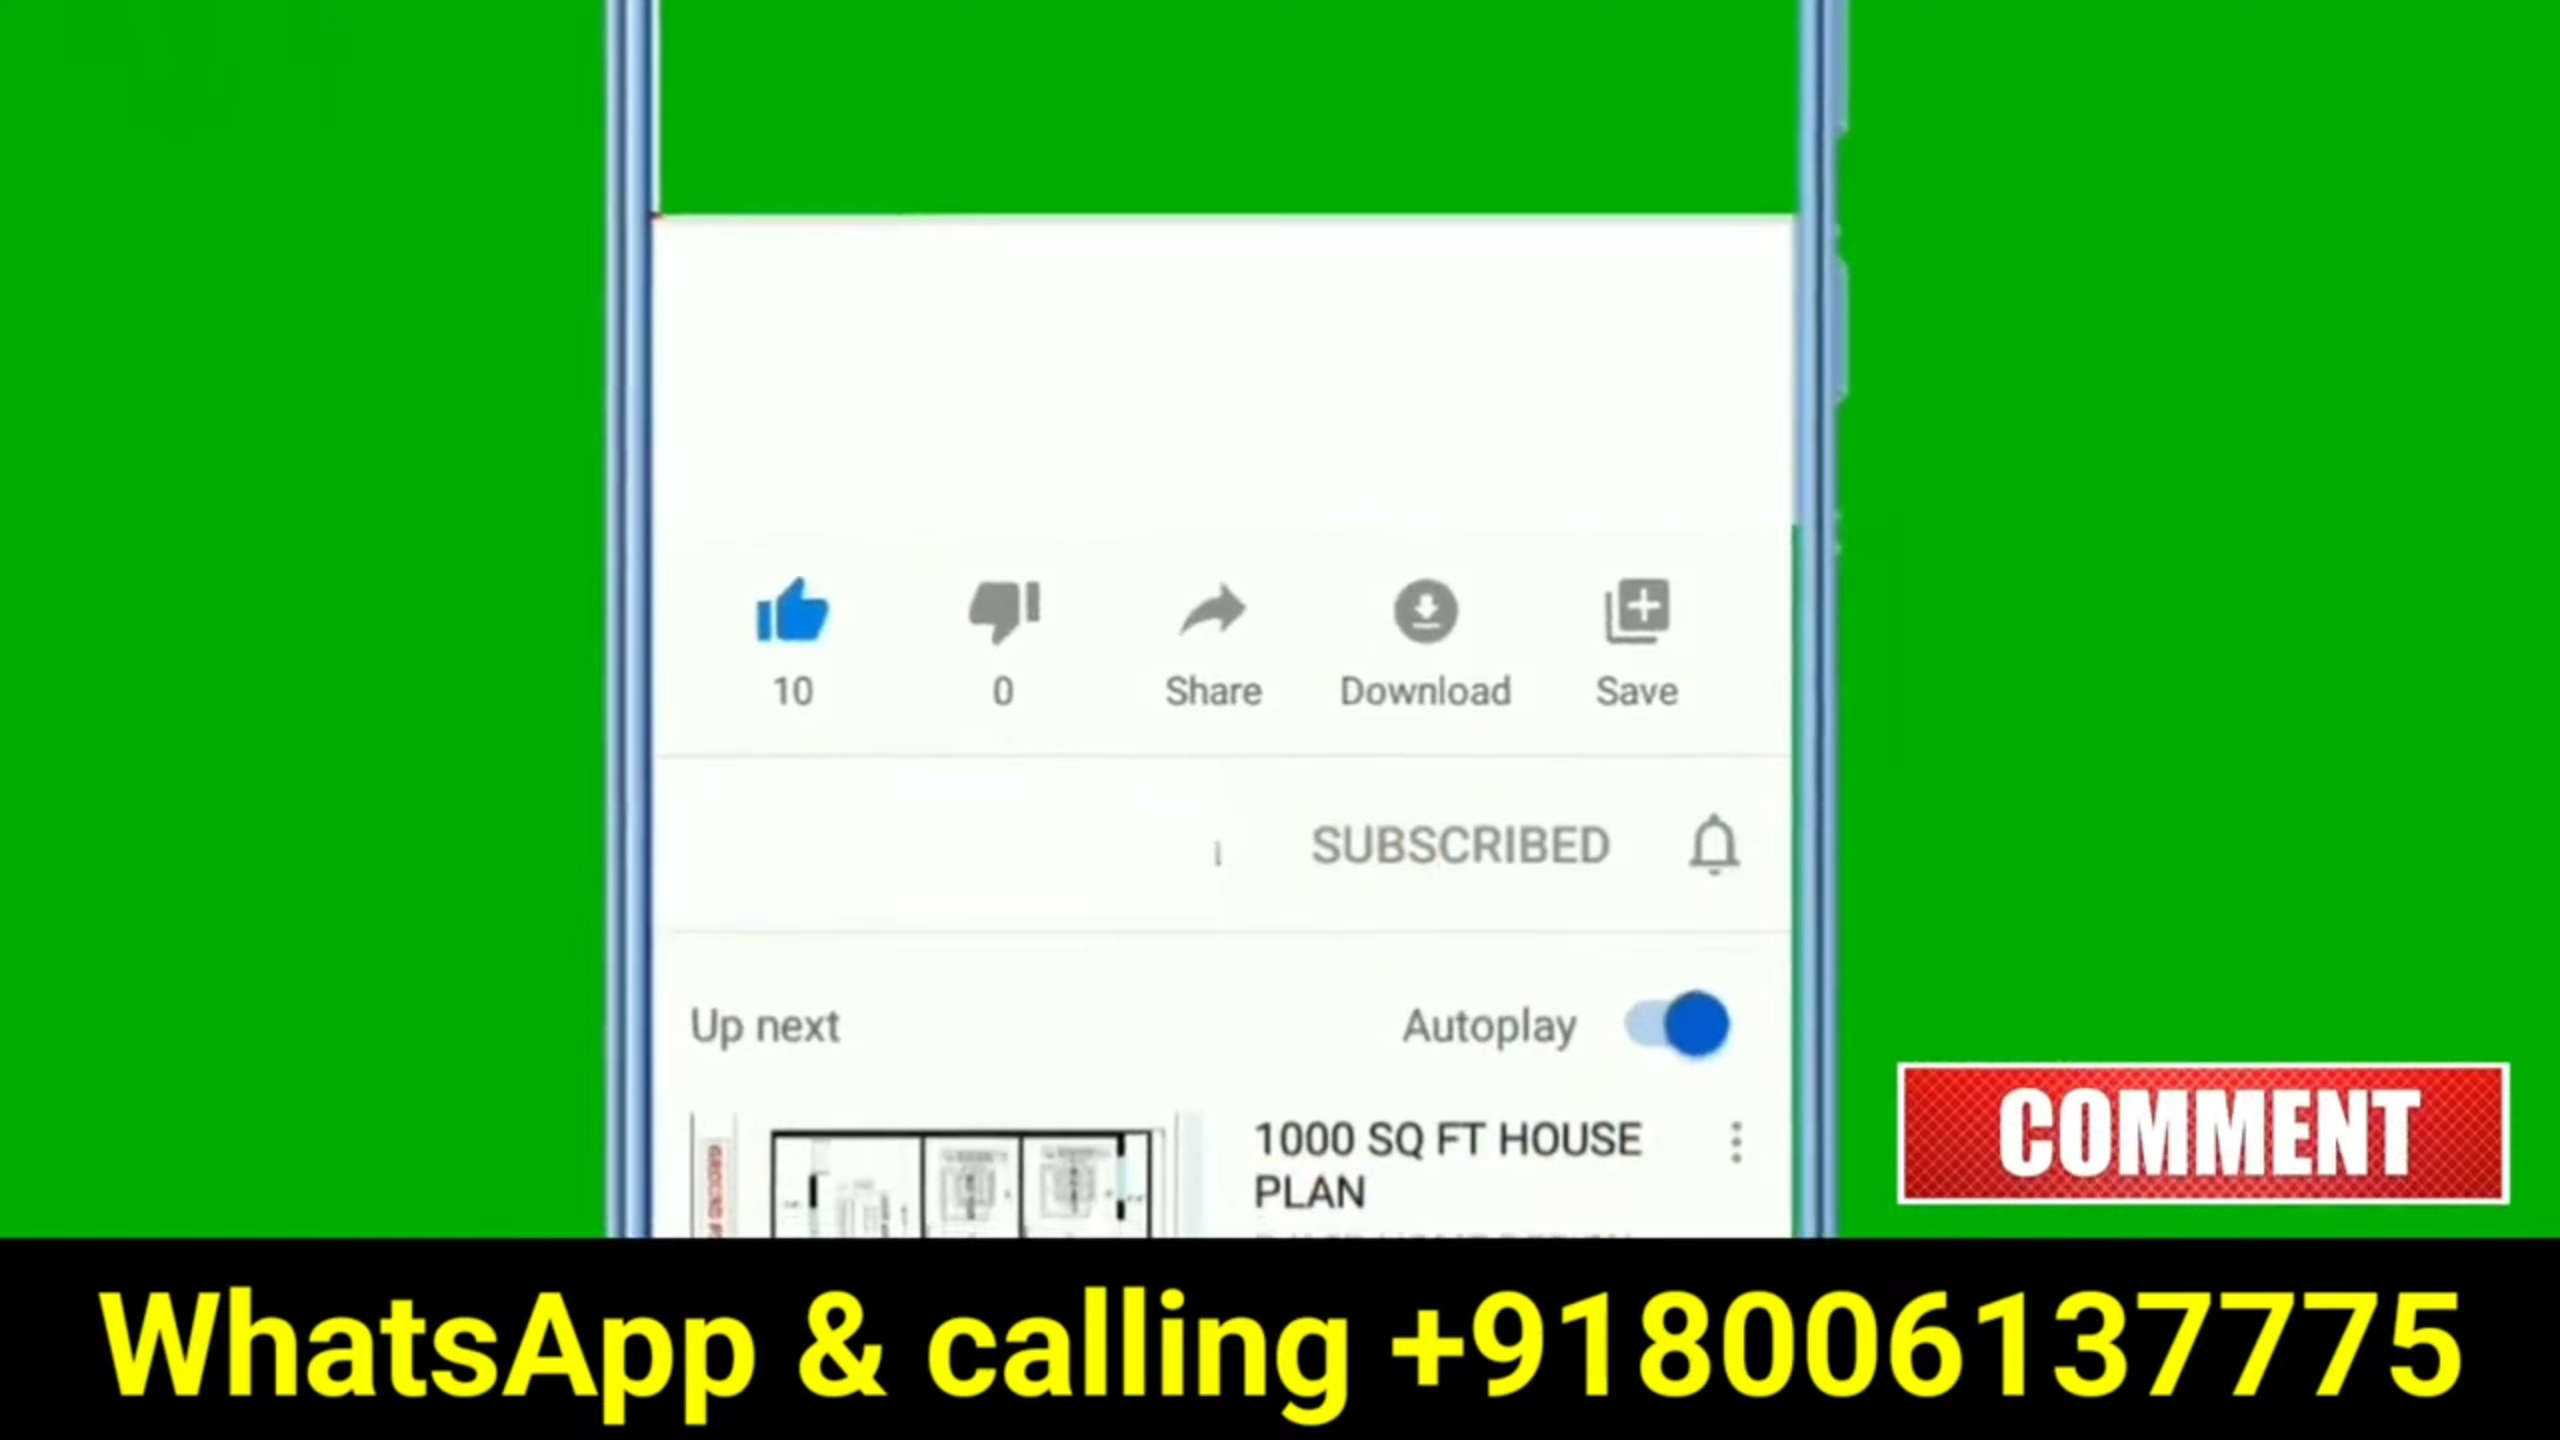 10
0
Share
Download
Save
SUBSCRIBED
Up next
Autoplay
1000 SQ FT HOUSE
PLAN
COMMENT
WhatsApp & calling +918006137775